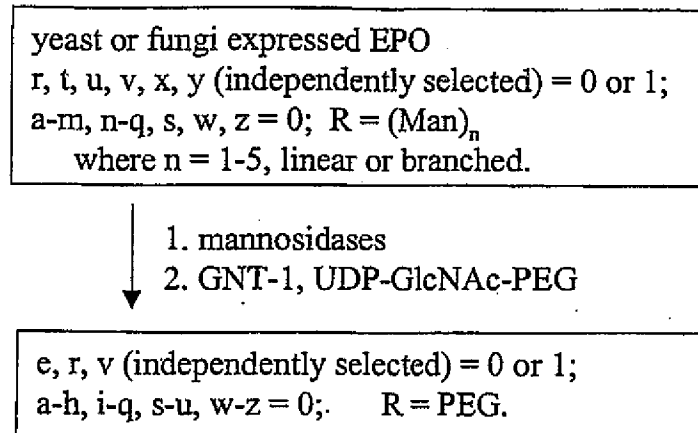 yeast or fungi expressed EPO
r, t, u, v, x, y (independently selected) = 0 or 1;
a-m, n-q, s, w, z = 0; R = (Man)n
where n = 1-5, linear or branched.
1. mannosidases
2. GNT-1, UDP-GlcNAc-PEG
e, r, v (independently selected) = 0 or 1;
a-h, i-q, s-u, w-z = 0;. R = PEG.